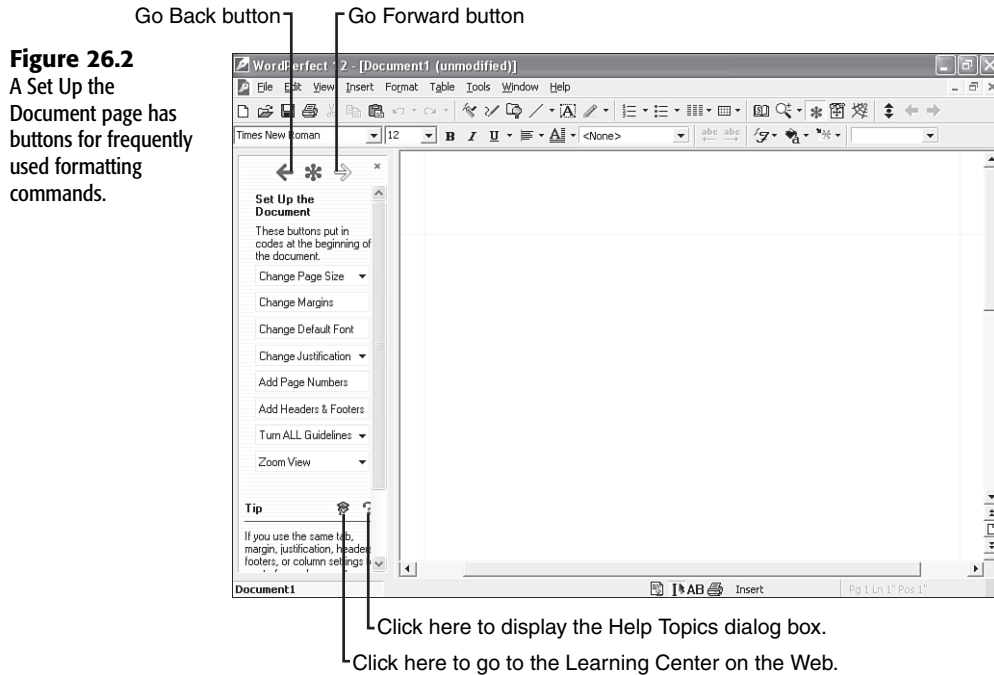 Go Back button
Go Forward button
Figure 26.2
A Set Up the
Document page has
buttons for frequently
used formatting
commands.
WordPerfect 12 - [Document1 (unmodified)]
File Edit View Insert Format Table Tools Window Help
Times New Roman 12 B I U A <None> abc abc
Set Up the
Document
These buttons put in
codes at the beginning of
the document.
Change Page Size
Change Margins
Change Default Font
Change Justification
Add Page Numbers
Add Headers & Footers
Turn ALL Guidelines
Zoom View
Tip
If you use the same tab,
margin, justification, heade
footers, or column settings
Document1 AB Insert Pg 1 Ln 1" Pos 1"
Click here to display the Help Topics dialog box.
Click here to go to the Learning Center on the Web.